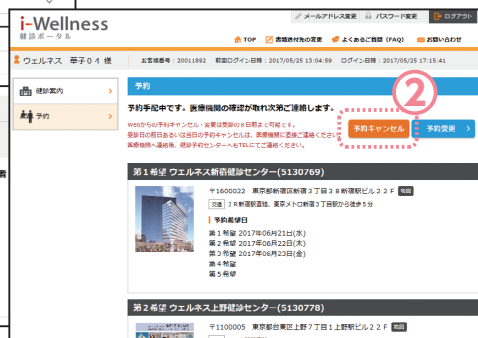 i-Wellness
健診ポータル
メールアドレス変更 パスワード変更 ログアウト
TOP 書類送付先の変更 よくあるご質問（FAQ） お問い合わせ
ウェルネス 華子０４ 様
お客様番号：20011892 前回ログイン日時：2017/05/25 13:04:59 ログイン日時：2017/05/25 17:15:41
健診案内
予約
予約
予約手配中です。医療機関の確認が取れ次第ご連絡します。
Webからの予約キャンセル・変更は受診の8日前まで可能です。
受診日の前日あるいは当日の予約キャンセルは、医療機関に直接ご連絡ください
医療機関へ連絡後、健診予約センターへもTELにてご連絡ください。
2
予約キャンセル
予約変更
第１希望 ウェルネス新宿健診センター(5130769)
〒1600022 東京都新宿区新宿３丁目３８新宿駅ビル２２Ｆ 地図
交通 ＪＲ新宿駅直結、東京メトロ新宿３丁目駅から徒歩５分
予約希望日
第１希望 2017年06月21日(水)
第２希望 2017年06月22日(木)
第３希望 2017年06月23日(金)
第４希望
第５希望
第２希望 ウェルネス上野健診センター(5130778)
〒1100005 東京都台東区上野７丁目１上野駅ビル２２Ｆ 地図